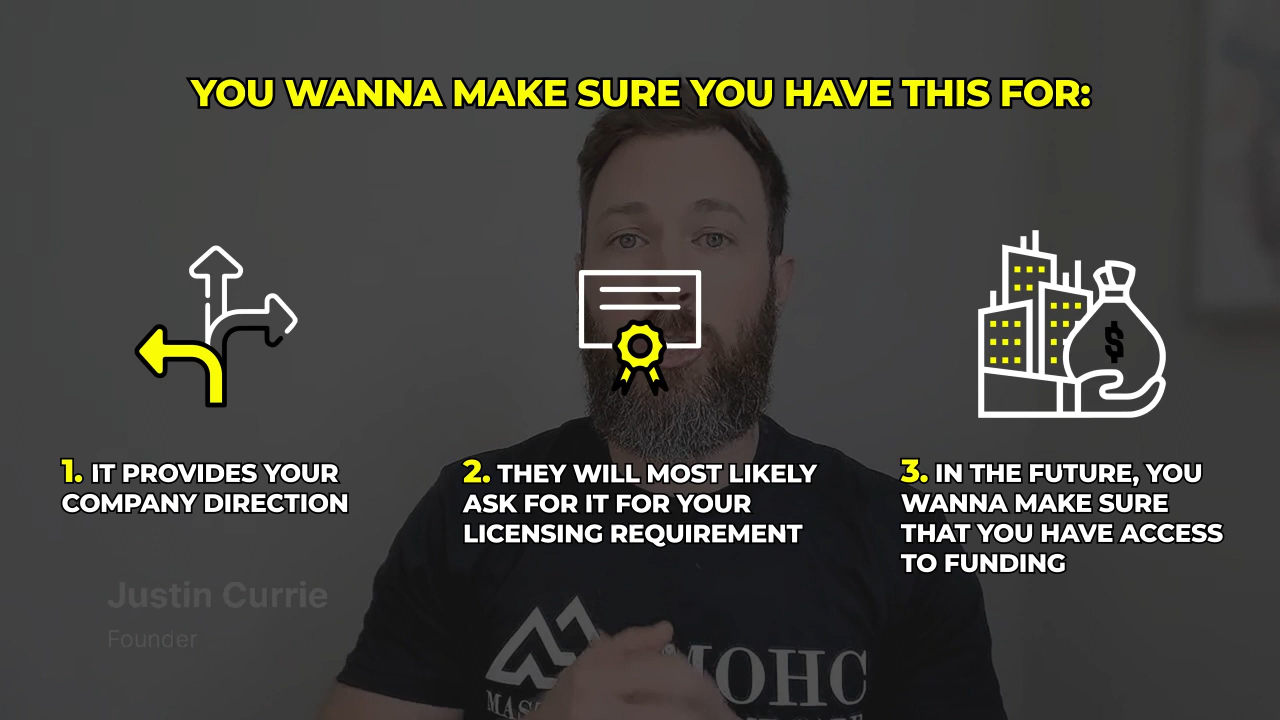 YOU WANNA MAKE SURE YOU HAVE THIS FOR:
$
1. IT PROVIDES YOUR
COMPANY DIRECTION
2. THEY WILL MOST LIKELY
ASK FOR IT FOR YOUR
LICENSING REQUIREMENT
3. IN THE FUTURE, YOU
WANNA MAKE SURE
THAT YOU HAVE ACCESS
TO FUNDING
Justin Currie
Founder
MOHC